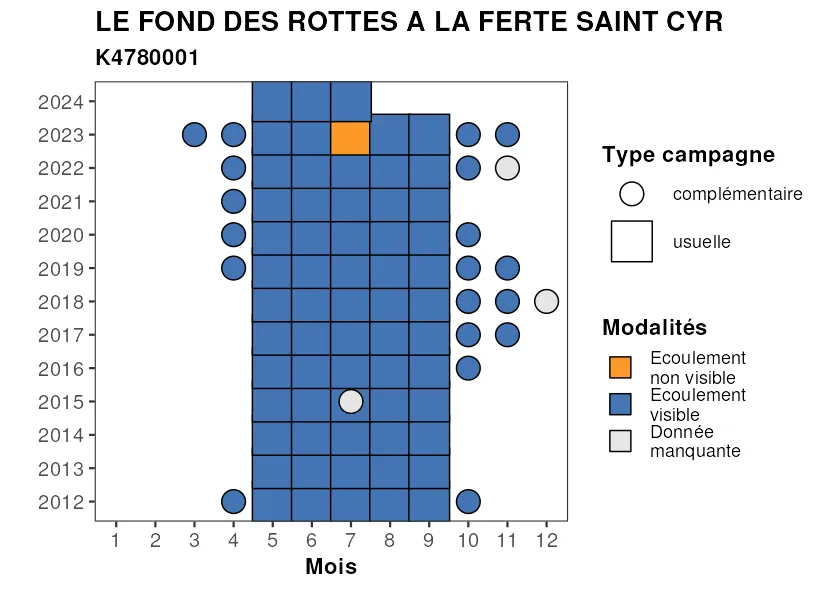 LE FOND DES ROTTES A LA FERTE SAINT CYR
K4780001
2024
2023
2022
2021
2020
2019
2018
2017
2016
2015
2014
2013
2012
1 2 3 4 5 6 7 8 9 10 11 12
Mois
Type campagne
complémentaire
usuelle
Modalités
Ecoulement
non visible
Ecoulement
visible
Donnée
manquante